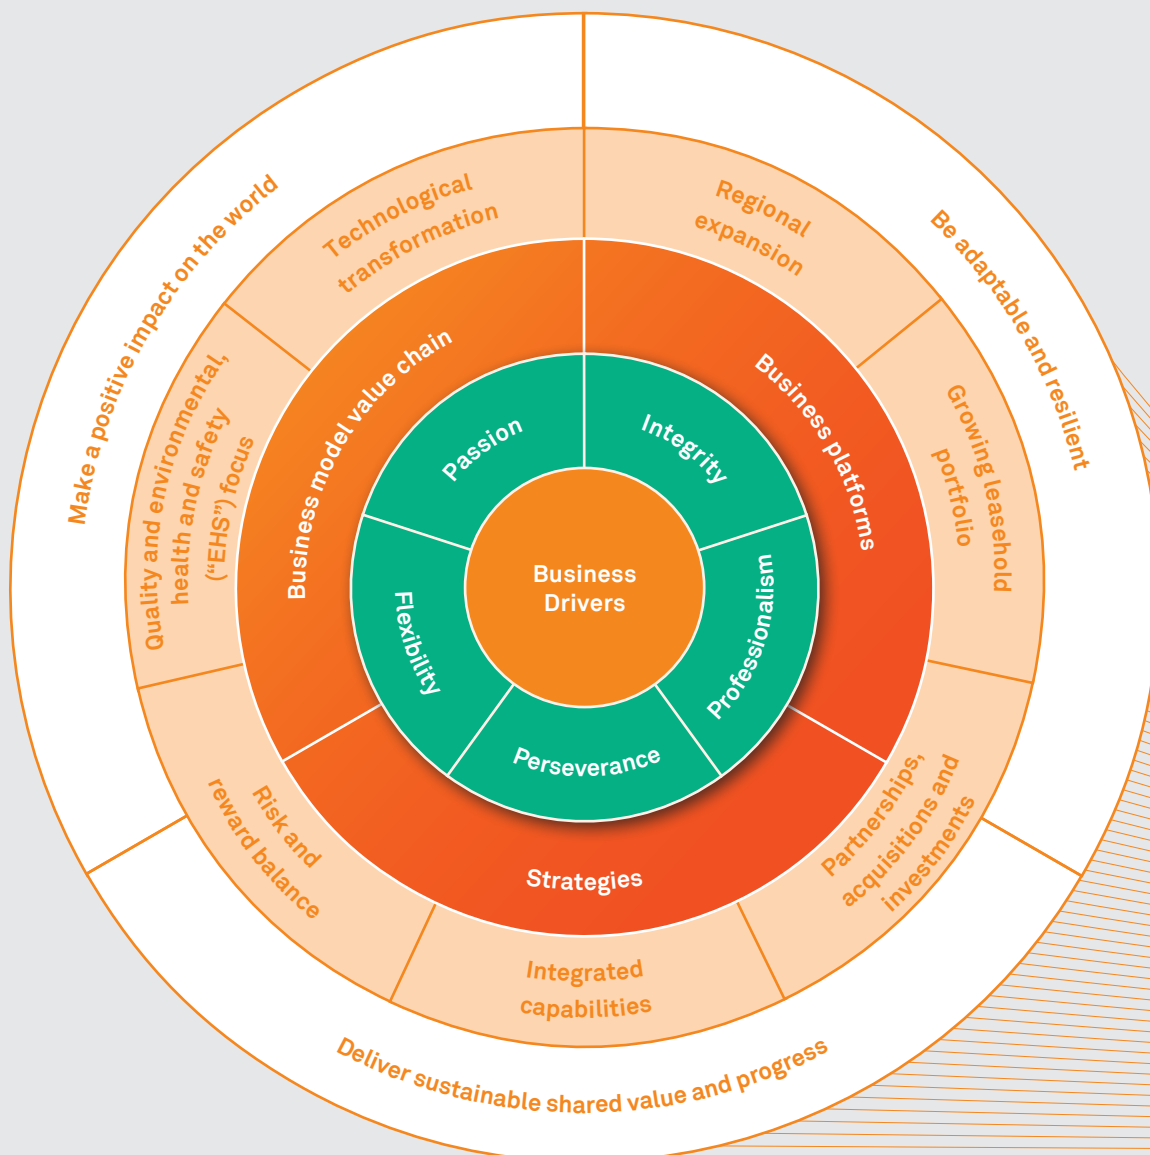 Make a positive impact on the world
Be adaptable and resilient
Deliver sustainable shared value and progress
Technological
transformation
Regional
expansion
Growing leasehold
portfolio
Partnerships,
acquisitions and
investments
Integrated
capabilities
Risk and
reward balance
Quality and environmental,
health and safety
(“EHS”) focus
Business model value chain
Business platforms
Strategies
Passion
Integrity
Professionalism
Perseverance
Flexibility
Business
Drivers